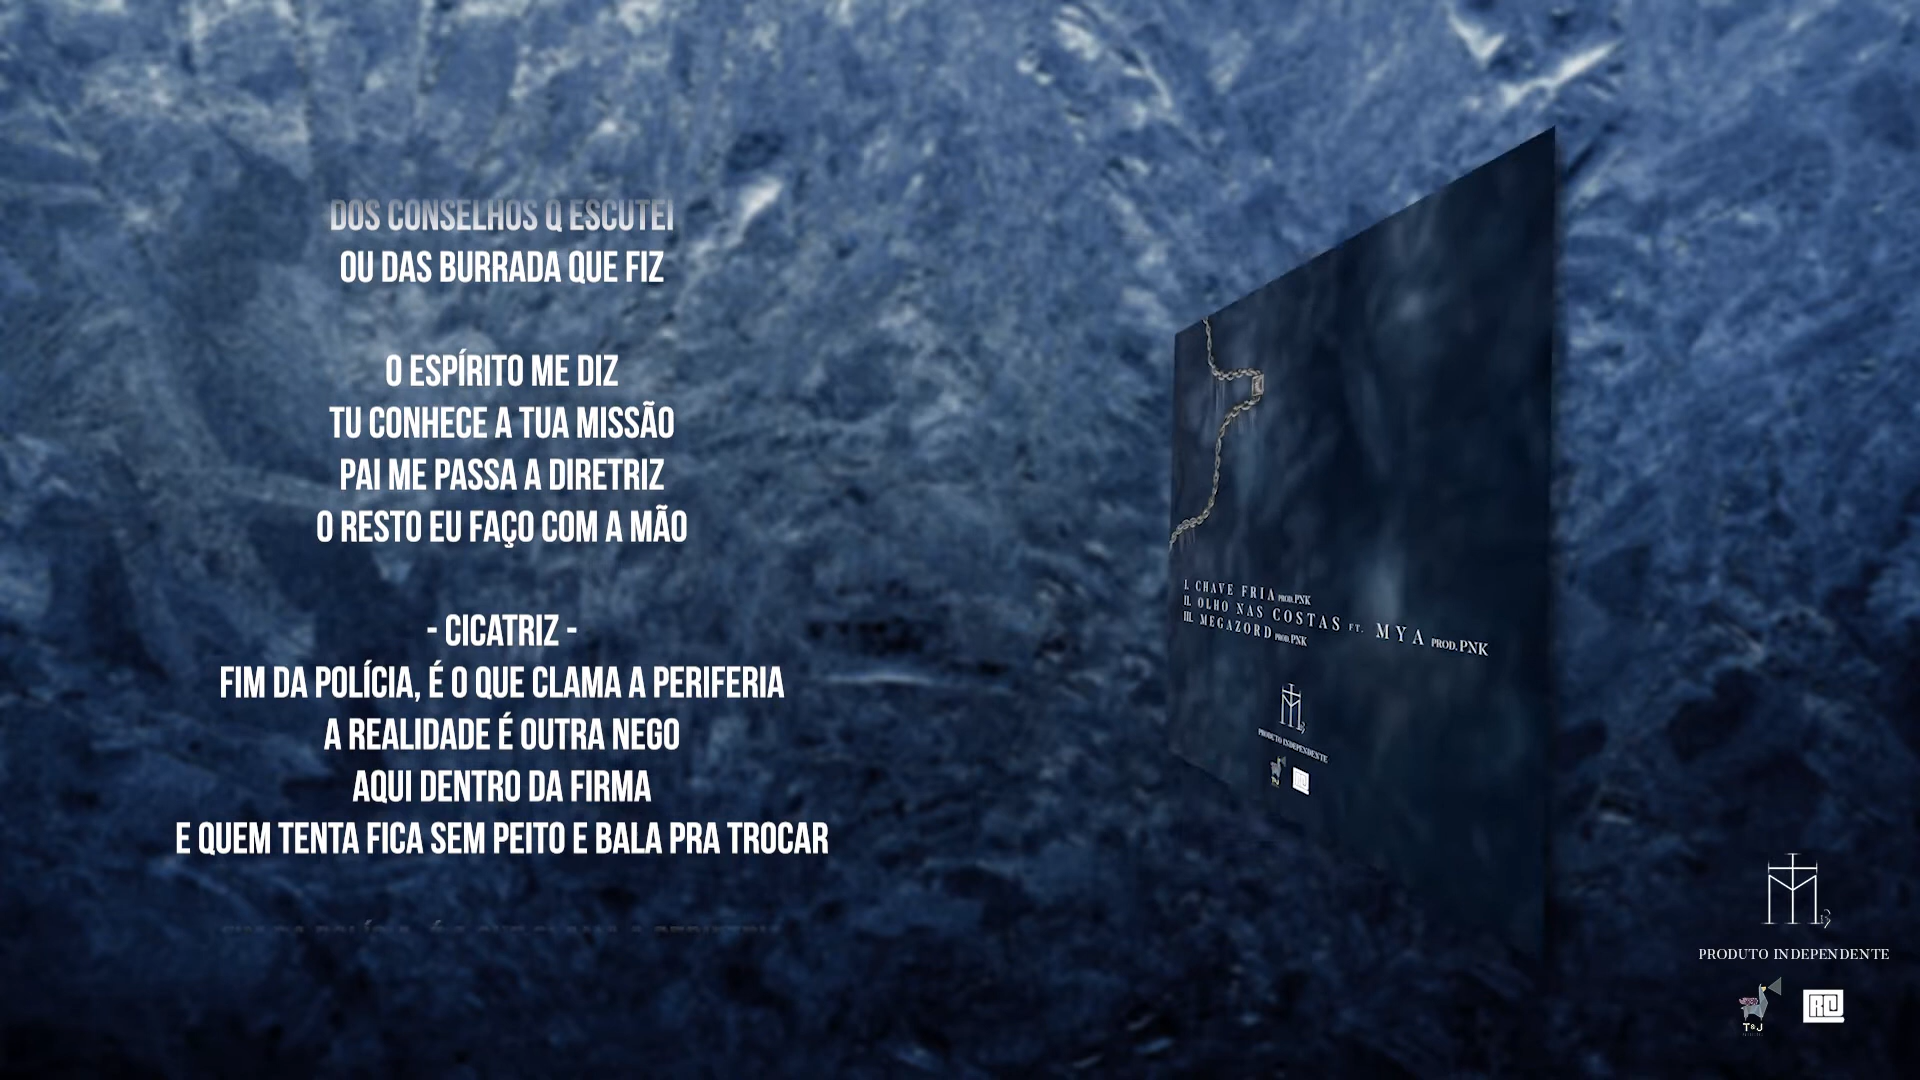 DOS CONSELHOS Q ESCUTEI
OU DAS BURRADA QUE FIZ
O ESPÍRITO ME DIZ
TU CONHECE A TUA MISSÃO
PAI ME PASSA A DIRETRIZ
O RESTO EU FAÇO COM A MÃO
- CICATRIZ -
FIM DA POLÍCIA, É O QUE CLAMA A PERIFERIA
A REALIDADE É OUTRA NEGO
AQUI DENTRO DA FIRMA
E QUEM TENTA FICA SEM PEITO E BALA PRA TROCAR
I. CHAVE FRIA PROD. PNK
II. OLHO NAS COSTAS FT. MYA PROD. PNK
III. MEGAZORD PROD. PNK
PRODUTO INDEPENDENTE
PRODUTO INDEPENDENTE
T&J